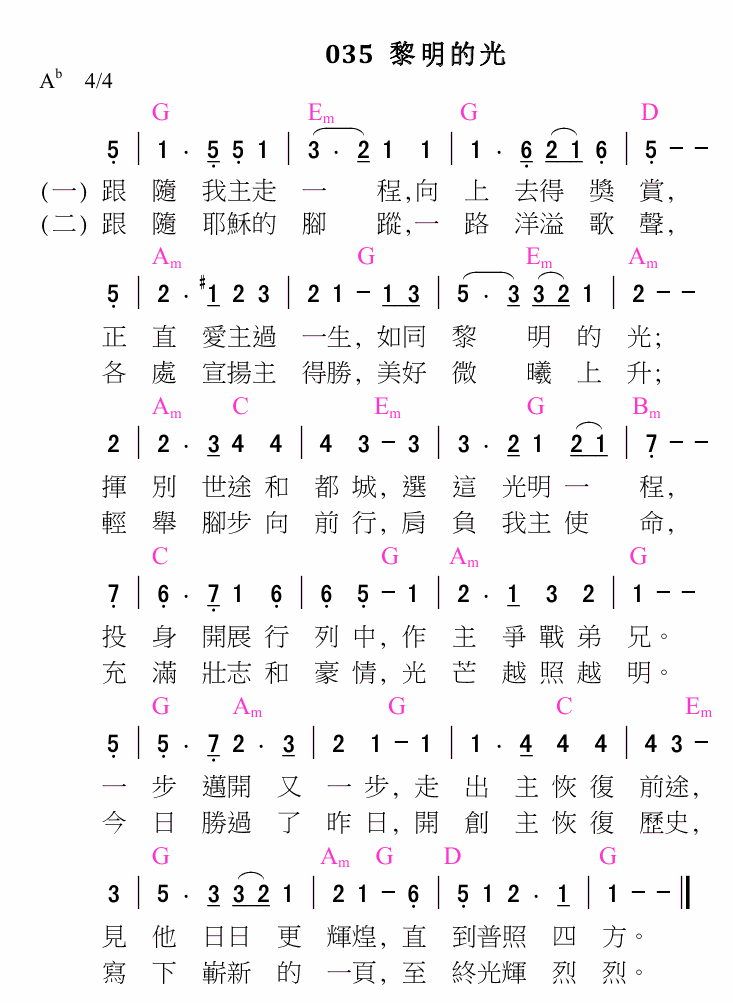 035 黎明的光
A♭ 4/4
G Em G D
5̣ | 1 · 5̣ 5̣ 1 | 3 · 2 1 1 | 1 · 6̣ 2 1 6̣ | 5̣ – –
(一) 跟 隨 我主走 一 程,向 上 去得 獎 賞,
(二) 跟 隨 耶穌的 腳 蹤,一 路 洋溢 歌 聲,
Am G Em Am
5̣ | 2 · #1 2 3 | 2 1 – 1 3 | 5 · 3 3 2 1 | 2 – –
正 直 愛主過 一生, 如同 黎 明 的 光;
各 處 宣揚主 得勝, 美好 微 曦 上 升;
Am C Em G Bm
2 | 2 · 3 4 4 | 4 3 – 3 | 3 · 2 1 2 1 | 7̣ – –
揮 別 世途 和 都 城, 選 這 光明 一 程,
輕 舉 腳步 向 前 行, 肩 負 我主 使 命,
C G Am G
7̣ | 6̣ · 7̣ 1 6̣ | 6̣ 5̣ – 1 | 2 · 1 3 2 | 1 – –
投 身 開展 行 列 中, 作 主 爭 戰 弟 兄。
充 滿 壯志 和 豪 情, 光 芒 越 照 越 明。
G Am G C Em
5̣ | 5̣ · 7̣ 2 · 3 | 2 1 – 1 | 1 · 4 4 4 | 4 3 –
一 步 邁開 又 一 步, 走 出 主 恢 復 前途,
今 日 勝過 了 昨 日, 開 創 主 恢 復 歷史,
G Am G D G
3 | 5 · 3 3 2 1 | 2 1 – 6̣ | 5̣ 1 2 · 1 | 1 – –
見 他 日日 更 輝煌, 直 到普照 四 方。
寫 下 嶄新 的 一頁, 至 終光輝 烈 烈。